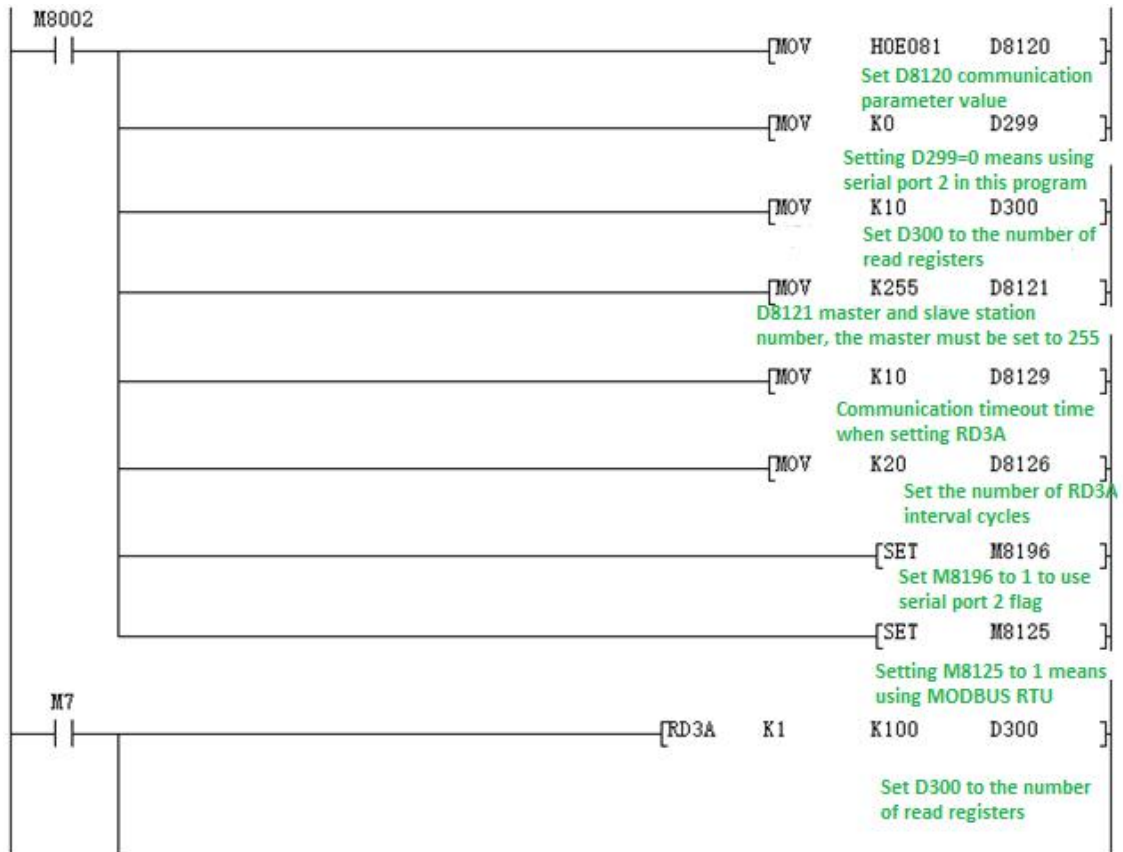 M8002
[MOV H0E081 D8120 ]
Set D8120 communication
parameter value
[MOV K0 D299 ]
Setting D299=0 means using
serial port 2 in this program
[MOV K10 D300 ]
Set D300 to the number of
read registers
[MOV K255 D8121 ]
D8121 master and slave station
number, the master must be set to 255
[MOV K10 D8129 ]
Communication timeout time
when setting RD3A
[MOV K20 D8126 ]
Set the number of RD3A
interval cycles
[SET M8196 ]
Set M8196 to 1 to use
serial port 2 flag
[SET M8125 ]
Setting M8125 to 1 means
using MODBUS RTU
M7
[RD3A K1 K100 D300 ]
Set D300 to the number
of read registers